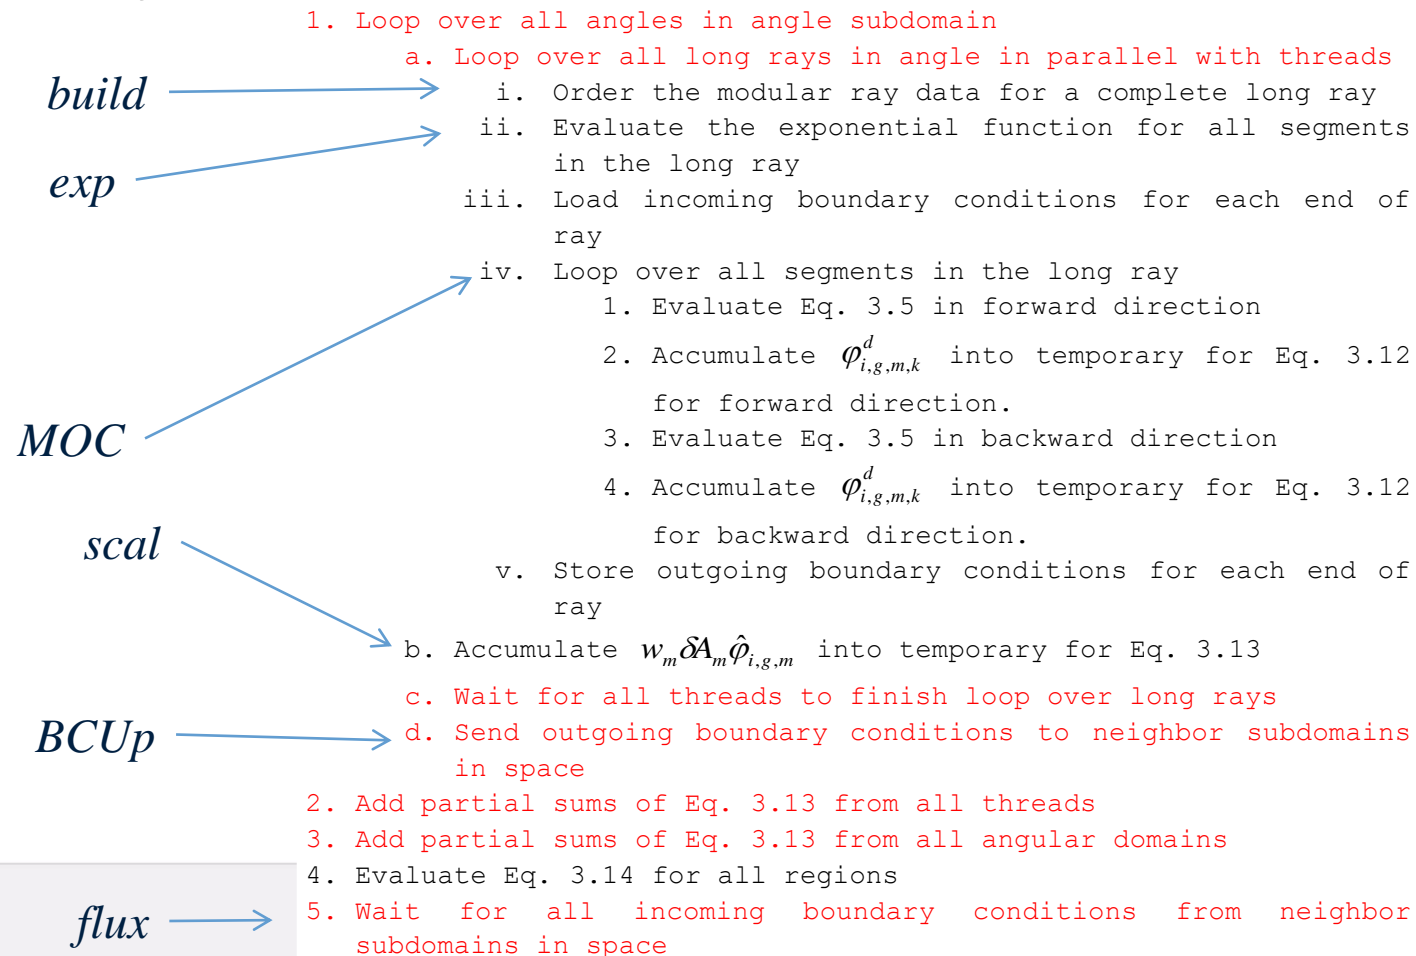 1. Loop over all angles in angle subdomain
a. Loop over all long rays in angle in parallel with threads
build
i. Order the modular ray data for a complete long ray
ii. Evaluate the exponential function for all segments
in the long ray
exp
iii. Load incoming boundary conditions for each end of
ray
iv. Loop over all segments in the long ray
1. Evaluate Eq. 3.5 in forward direction
2. Accumulate φ^d_{i,g,m,k} into temporary for Eq. 3.12
for forward direction.
MOC
3. Evaluate Eq. 3.5 in backward direction
4. Accumulate φ^d_{i,g,m,k} into temporary for Eq. 3.12
for backward direction.
scal
v. Store outgoing boundary conditions for each end of
ray
b. Accumulate w_m δA_m φ̂_{i,g,m} into temporary for Eq. 3.13
c. Wait for all threads to finish loop over long rays
BCUp
d. Send outgoing boundary conditions to neighbor subdomains
in space
2. Add partial sums of Eq. 3.13 from all threads
3. Add partial sums of Eq. 3.13 from all angular domains
4. Evaluate Eq. 3.14 for all regions
flux
5. Wait for all incoming boundary conditions from neighbor
subdomains in space